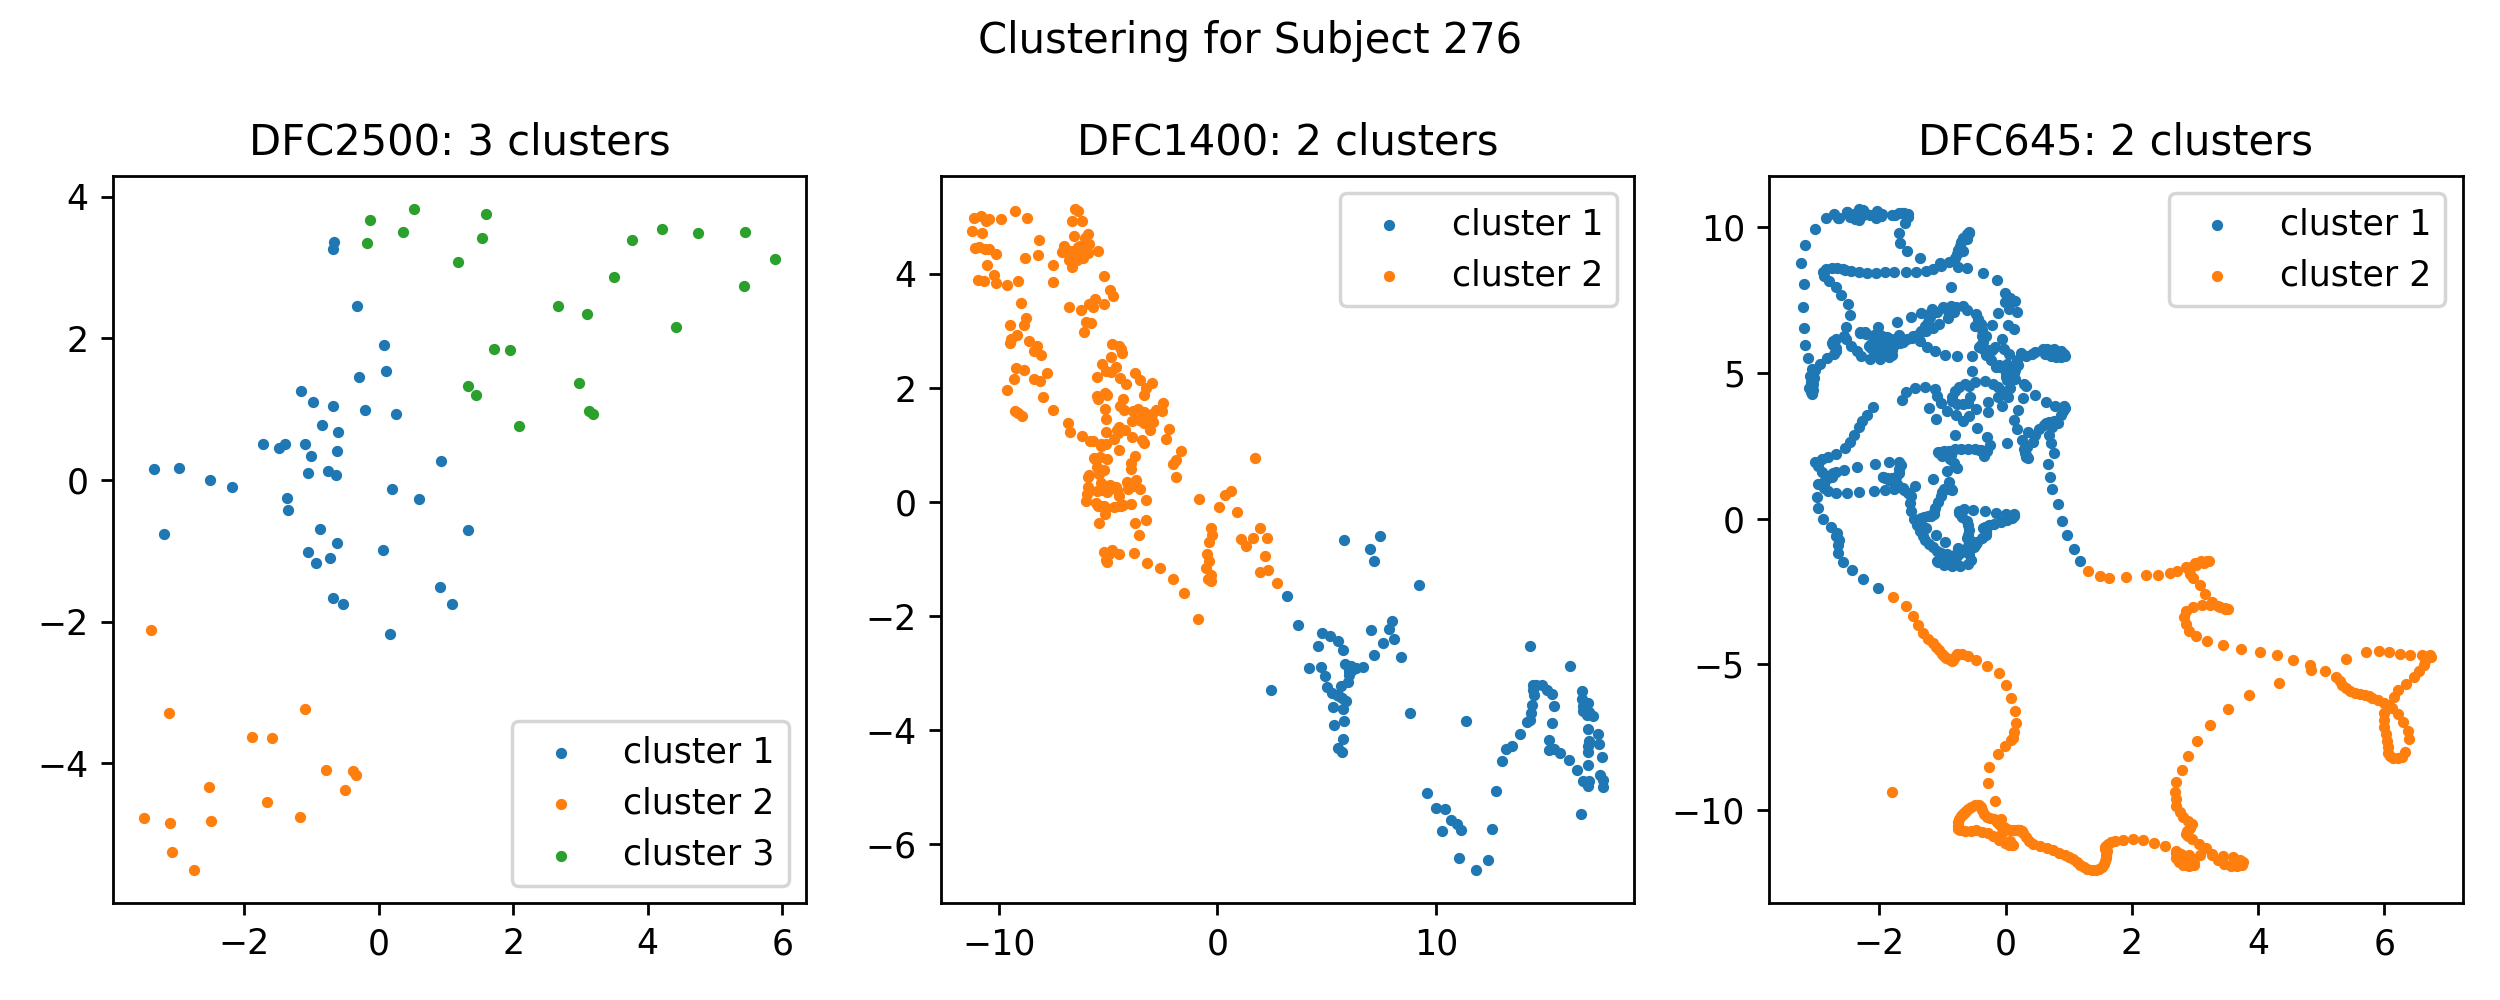 Clustering for Subject 276
DFC2500: 3 clusters
4
2
0
−2
−4
−2
0
2
4
6
cluster 1
cluster 2
cluster 3
DFC1400: 2 clusters
4
2
0
−2
−4
−6
−10
0
10
cluster 1
cluster 2
DFC645: 2 clusters
10
5
0
−5
−10
−2
0
2
4
6
cluster 1
cluster 2